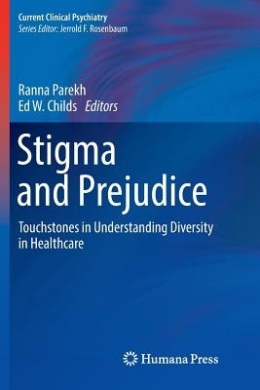 Current Clinical Psychiatry
Series Editor: Jerrold F. Rosenbaum
Ranna Parekh
Ed W. Childs Editors
Stigma
and Prejudice
Touchstones in Understanding Diversity
in Healthcare
Humana Press